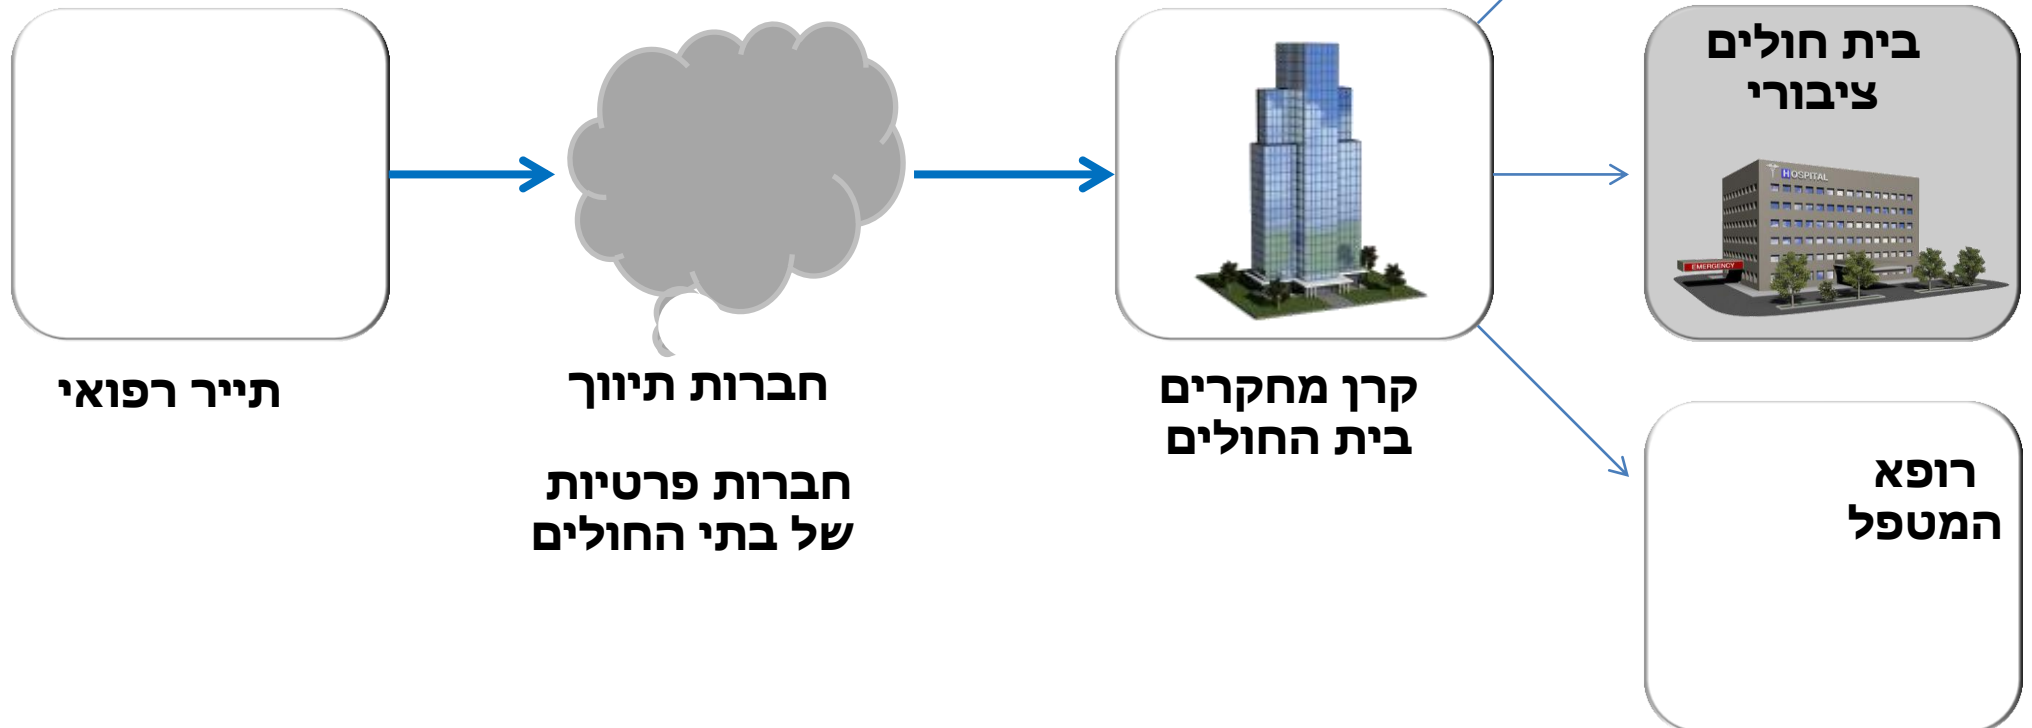 תייר רפואי
חברות תיווך
חברות פרטיות
של בתי החולים
קרן מחקרים
בית החולים
בית חולים
ציבורי
HOSPITAL
EMERGENCY
רופא
המטפל